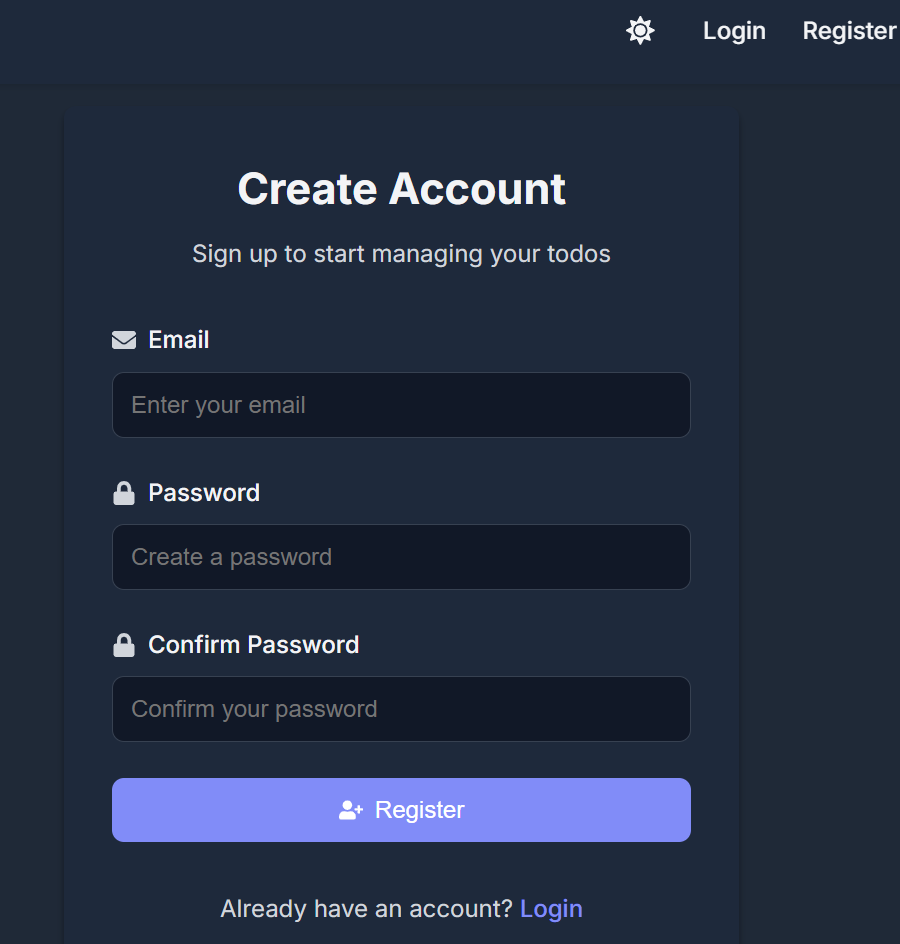 Login Register
Create Account
Sign up to start managing your todos
Email
Enter your email
Password
Create a password
Confirm Password
Confirm your password
Register
Already have an account? Login